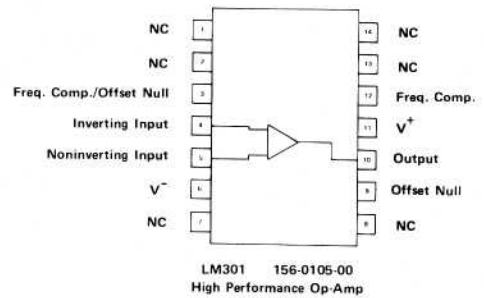 NC 1
NC 2
Freq. Comp./Offset Null 3
Inverting Input 4
Noninverting Input 5
V⁻ 6
NC 7
14 NC
13 NC
12 Freq. Comp.
11 V⁺
10 Output
9 Offset Null
8 NC
LM301 156-0105-00
High Performance Op-Amp